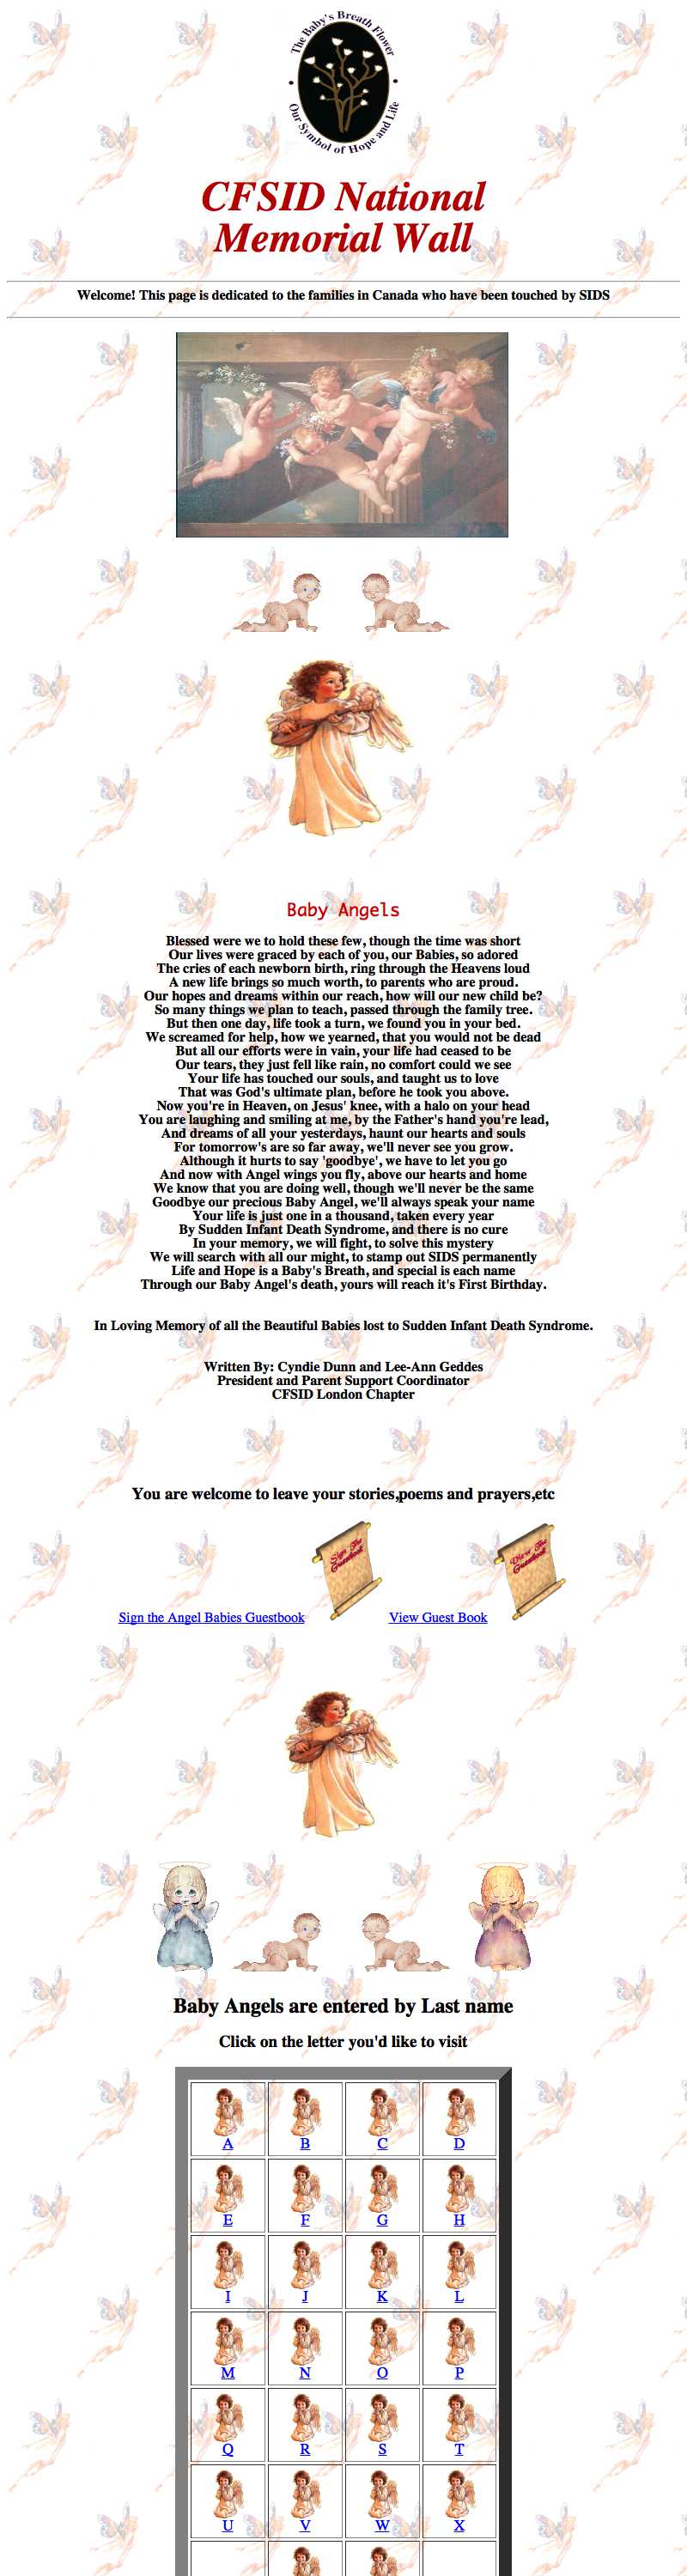 The Baby's Breath Flower
Our Symbol of Hope and Life
CFSID National
Memorial Wall
Welcome! This page is dedicated to the families in Canada who have been touched by SIDS
Baby Angels
Blessed were we to hold these few, though the time was short
Our lives were graced by each of you, our Babies, so adored
The cries of each newborn birth, ring through the Heavens loud
A new life brings so much worth, to parents who are proud.
Our hopes and dreams within our reach, how will our new child be?
So many things we plan to teach, passed through the family tree.
But then one day, life took a turn, we found you in your bed.
We screamed for help, how we yearned, that you would not be dead
But all our efforts were in vain, your life had ceased to be
Our tears, they just fell like rain, no comfort could we see
Your life has touched our souls, and taught us to love
That was God's ultimate plan, before he took you above.
Now you're in Heaven, on Jesus' knee, with a halo on your head
You are laughing and smiling at me, by the Father's hand you're lead,
And dreams of all your yesterdays, haunt our hearts and souls
For tomorrow's are so far away, we'll never see you grow.
Although it hurts to say 'goodbye', we have to let you go
And now with Angel wings you fly, above our hearts and home
We know that you are doing well, though we'll never be the same
Goodbye our precious Baby Angel, we'll always speak your name
Your life is just one in a thousand, taken every year
By Sudden Infant Death Syndrome, and there is no cure
In your memory, we will fight, to solve this mystery
We will search with all our might, to stamp out SIDS permanently
Life and Hope is a Baby's Breath, and special is each name
Through our Baby Angel's death, yours will reach it's First Birthday.
In Loving Memory of all the Beautiful Babies lost to Sudden Infant Death Syndrome.
Written By: Cyndie Dunn and Lee-Ann Geddes
President and Parent Support Coordinator
CFSID London Chapter
You are welcome to leave your stories,poems and prayers,etc
Sign The
Guestbook
View The
Guestbook
Sign the Angel Babies Guestbook View Guest Book
Baby Angels are entered by Last name
Click on the letter you'd like to visit
A B C D
E F G H
I J K L
M N O P
Q R S T
U V W X